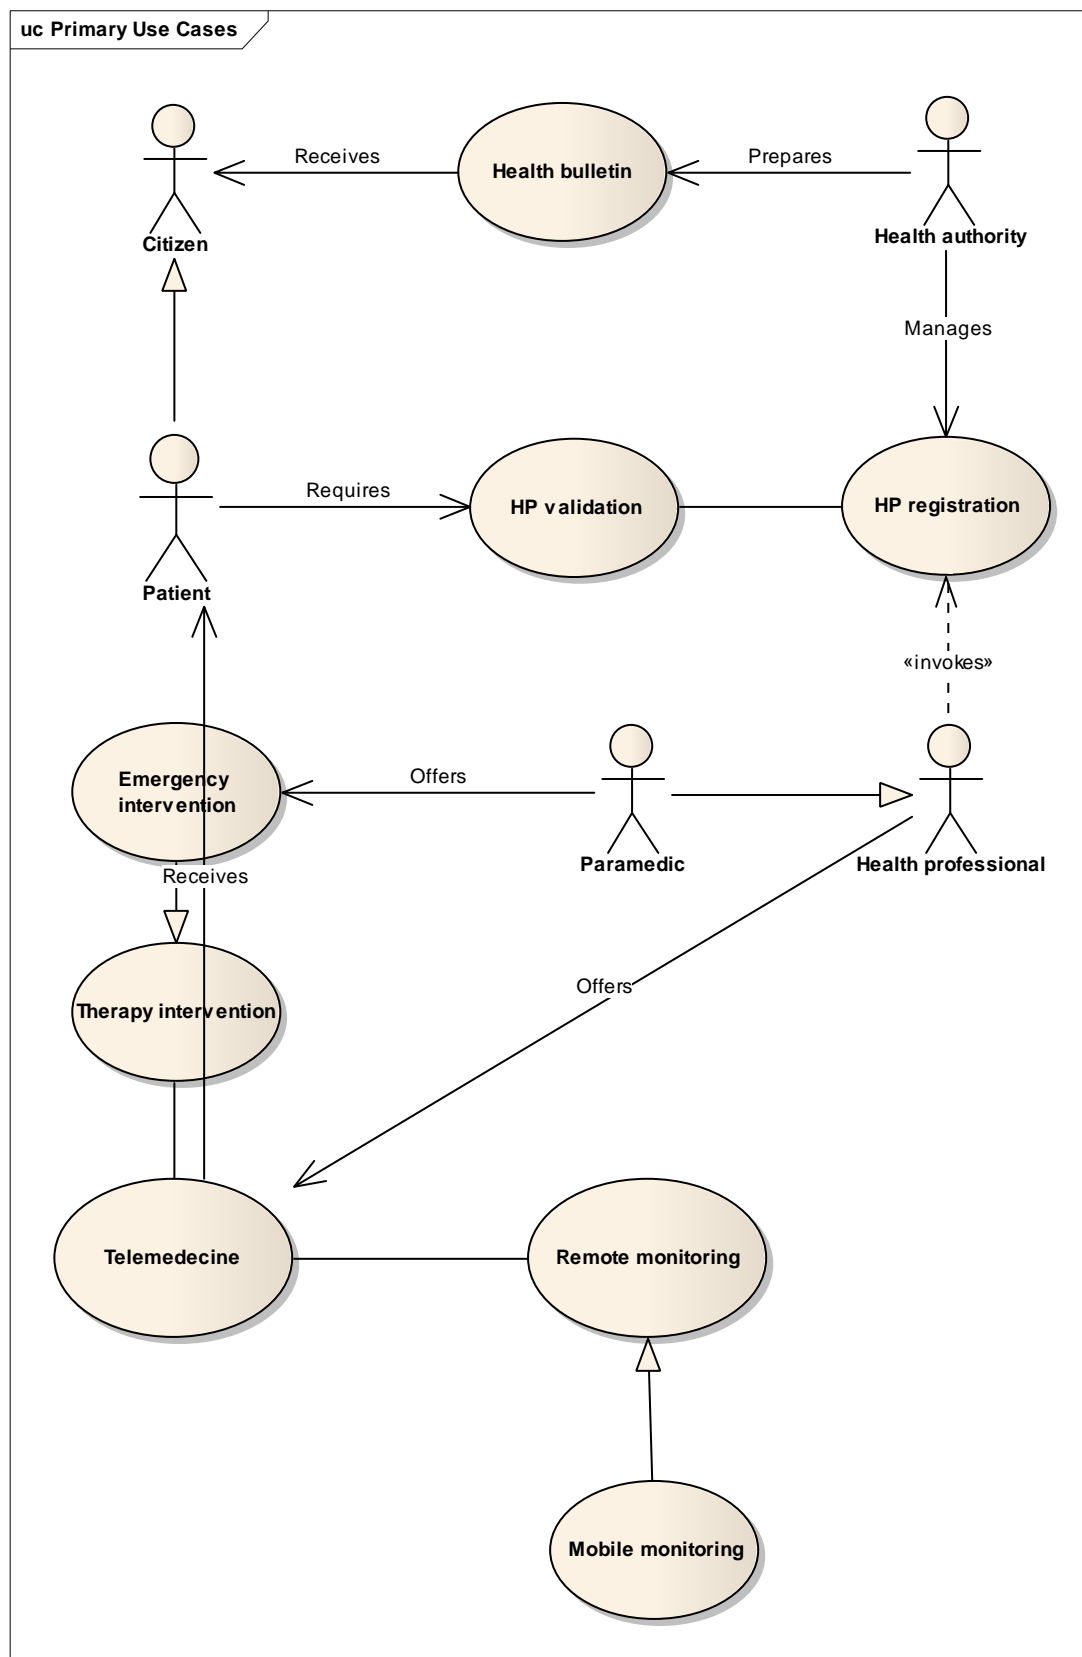 uc Primary Use Cases
Receives
Health bulletin
Prepares
Citizen
Health authority
Manages
Requires
HP validation
HP registration
Patient
«invokes»
Emergency
intervention
Offers
Paramedic
Health professional
Receives
Offers
Therapy intervention
Telemedecine
Remote monitoring
Mobile monitoring